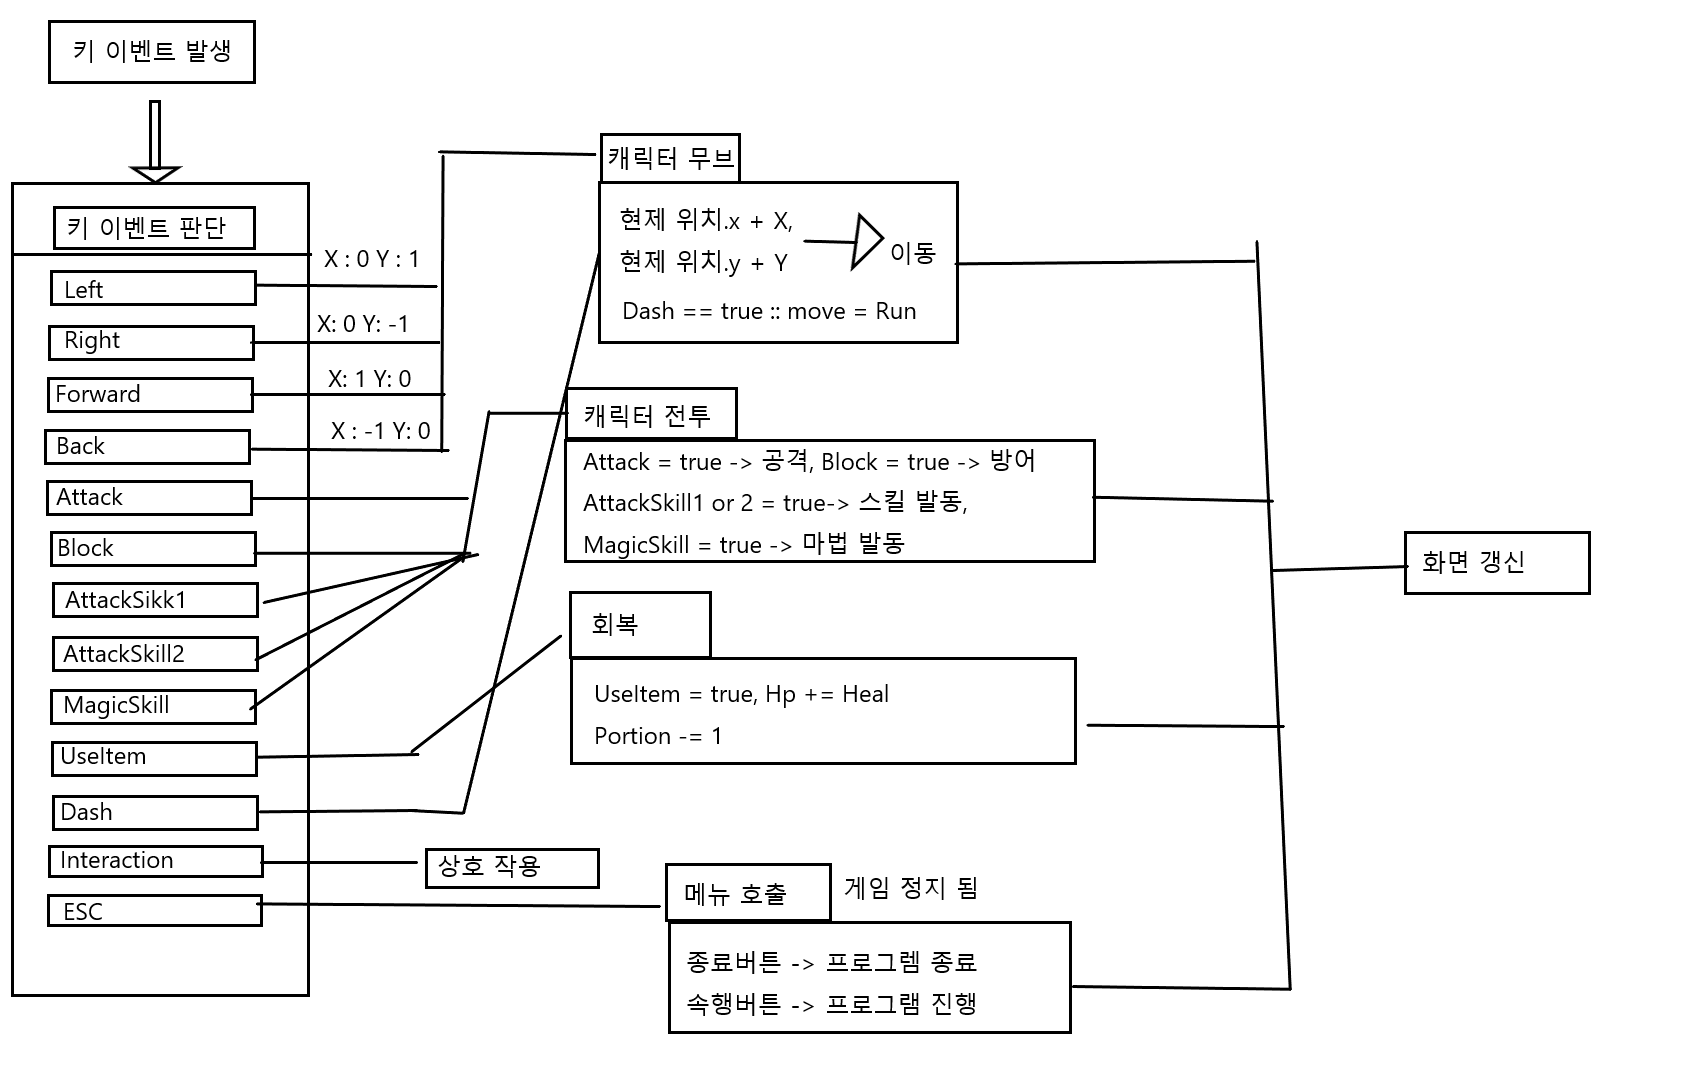 키 이벤트 발생
키 이벤트 판단
Left
Right
Forward
Back
Attack
Block
AttackSikk1
AttackSkill2
MagicSkill
UseItem
Dash
Interaction
ESC
X : 0 Y : 1
X: 0 Y: -1
X: 1 Y: 0
X : -1 Y: 0
캐릭터 무브
현제 위치.x + X,
현제 위치.y + Y
이동
Dash == true :: move = Run
캐릭터 전투
Attack = true -> 공격, Block = true -> 방어
AttackSkill1 or 2 = true-> 스킬 발동,
MagicSkill = true -> 마법 발동
회복
UseItem = true, Hp += Heal
Portion -= 1
상호 작용
메뉴 호출
게임 정지 됨
종료버튼 -> 프로그렘 종료
속행버튼 -> 프로그램 진행
화면 갱신